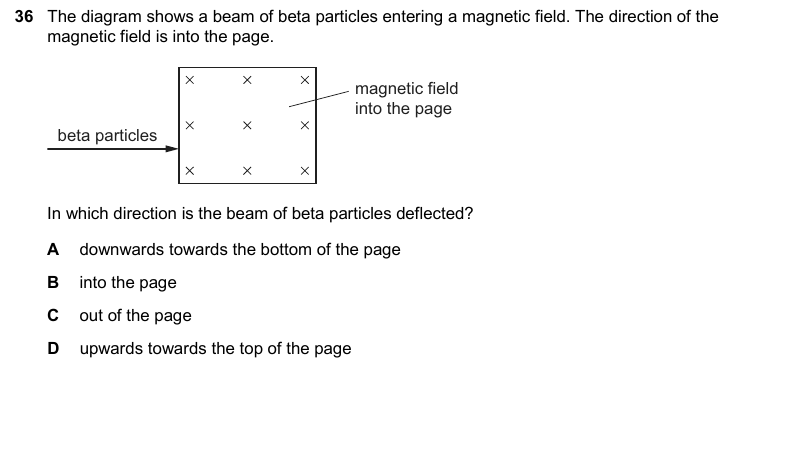 36 The diagram shows a beam of beta particles entering a magnetic field. The direction of the
magnetic field is into the page.
magnetic field
into the page
beta particles
In which direction is the beam of beta particles deflected?
A downwards towards the bottom of the page
B into the page
C out of the page
D upwards towards the top of the page